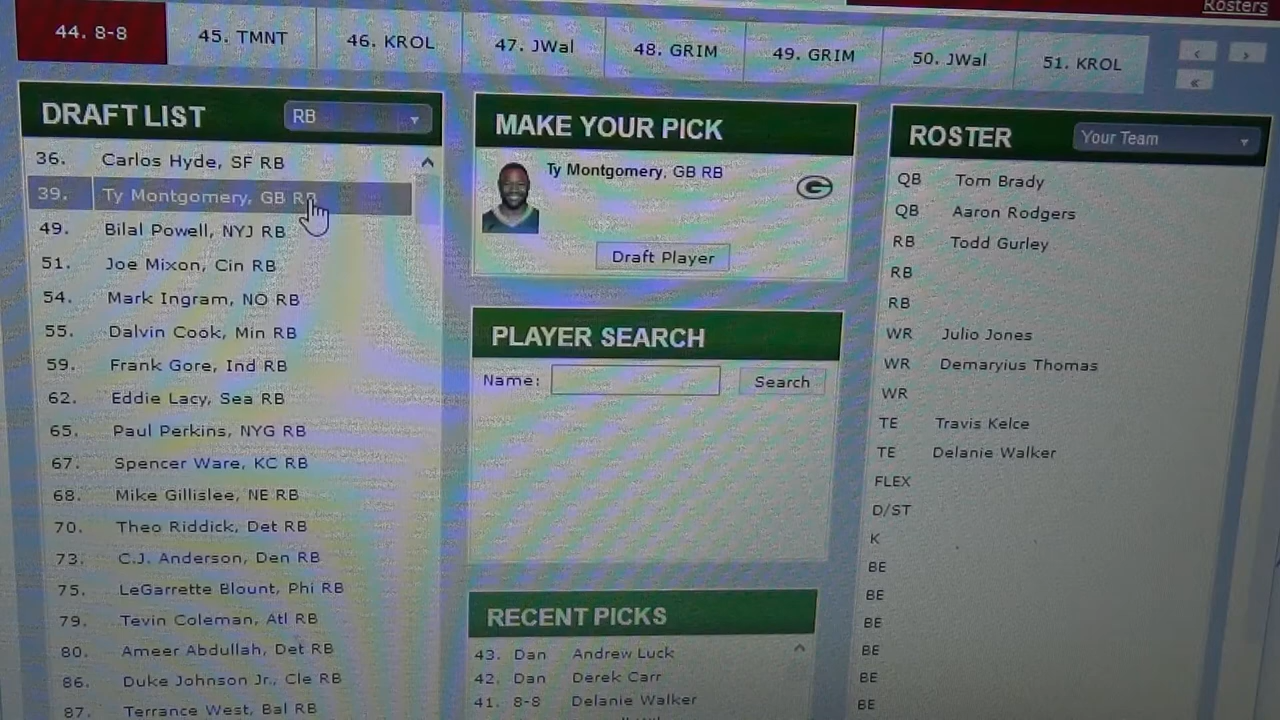 Rosters
44. 8-8
45. TMNT
46. KROL
47. JWal
48. GRIM
49. GRIM
50. JWal
51. KROL
DRAFT LIST
RB
36. Carlos Hyde, SF RB
39. Ty Montgomery, GB RB
49. Bilal Powell, NYJ RB
51. Joe Mixon, Cin RB
54. Mark Ingram, NO RB
55. Dalvin Cook, Min RB
59. Frank Gore, Ind RB
62. Eddie Lacy, Sea RB
65. Paul Perkins, NYG RB
67. Spencer Ware, KC RB
68. Mike Gillislee, NE RB
70. Theo Riddick, Det RB
73. C.J. Anderson, Den RB
75. LeGarrette Blount, Phi RB
79. Tevin Coleman, Atl RB
80. Ameer Abdullah, Det RB
86. Duke Johnson Jr., Cle RB
87. Terrance West, Bal RB
MAKE YOUR PICK
Ty Montgomery, GB RB
G
Draft Player
PLAYER SEARCH
Name:
Search
RECENT PICKS
43. Dan Andrew Luck
42. Dan Derek Carr
41. 8-8 Delanie Walker
ROSTER
Your Team
QB Tom Brady
QB Aaron Rodgers
RB Todd Gurley
RB
RB
WR Julio Jones
WR Demaryius Thomas
WR
TE Travis Kelce
TE Delanie Walker
FLEX
D/ST
K
BE
BE
BE
BE
BE
BE